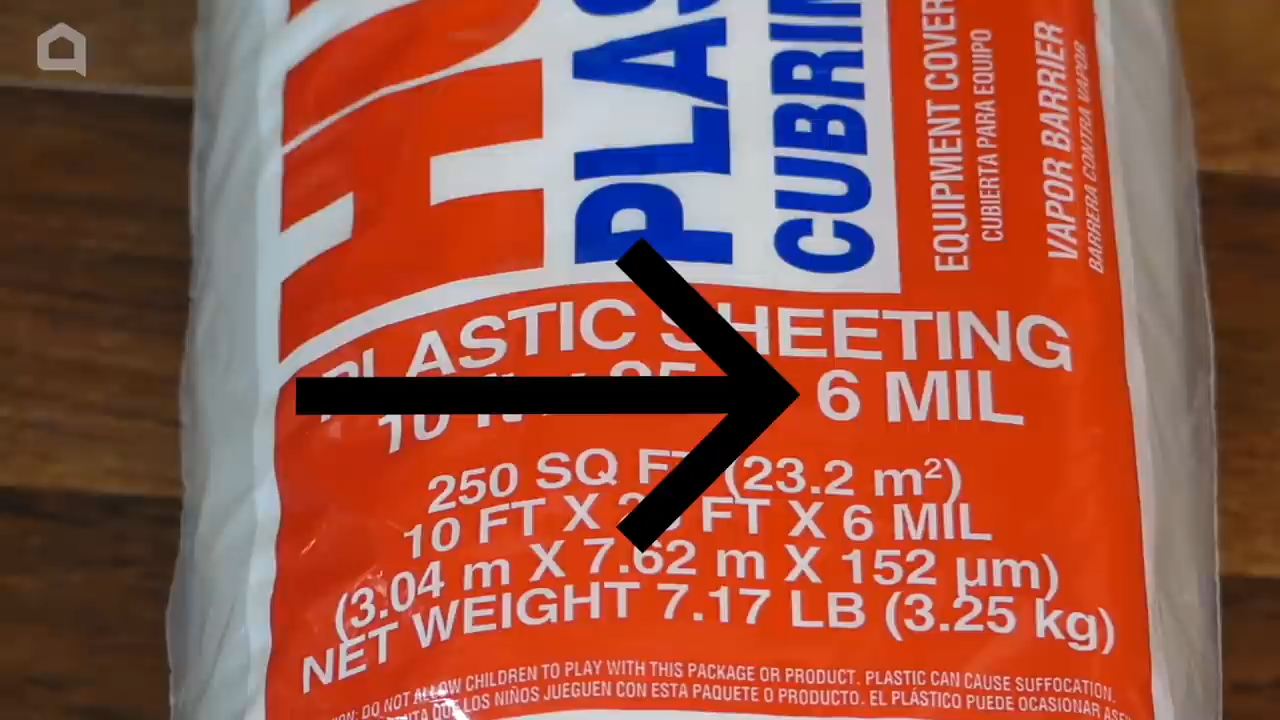 EQUIPMENT COVER
CUBIERTA PARA EQUIPO
VAPOR BARRIER
BARRERA CONTRA VAPOR
PLASTIC SHEETING
10 6 MIL
250 SQ FT (23.2 m²)
10 FT X FT X 6 MIL
(3.04 m X 7.62 m X 152 µm)
NET WEIGHT 7.17 LB (3.25 kg)
DO NOT ALLOW CHILDREN TO PLAY WITH THIS PACKAGE OR PRODUCT. PLASTIC CAN CAUSE SUFFOCATION.
QUE LOS NIÑOS JUEGUEN CON ESTA PAQUETE O PRODUCTO. EL PLÁSTICO PUEDE OCASIONAR